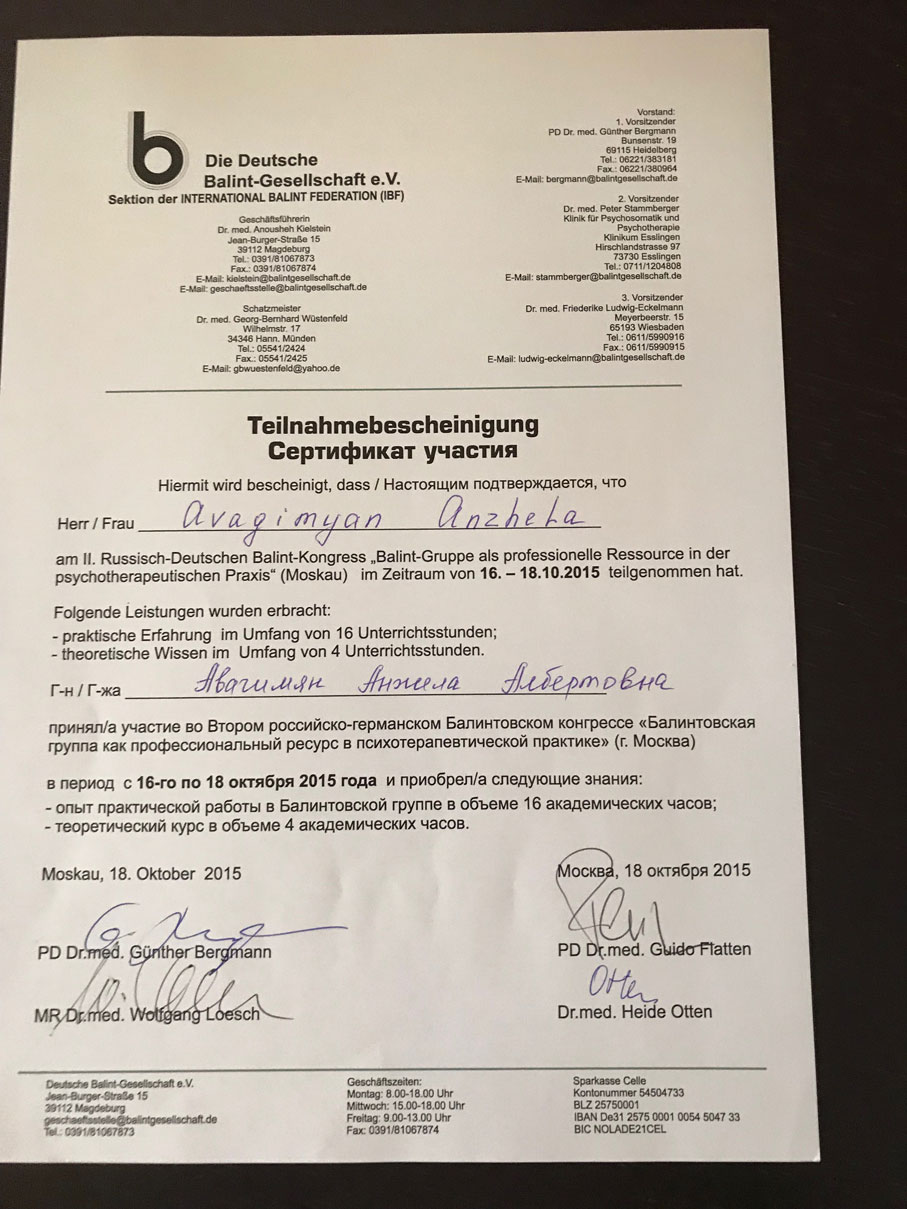 b
Die Deutsche
Balint-Gesellschaft e.V.
Sektion der INTERNATIONAL BALINT FEDERATION (IBF)
Geschäftsführerin
Dr. med. Anousheh Kielstein
Jean-Burger-Straße 15
39112 Magdeburg
Tel.: 0391/81067873
Fax.: 0391/81067874
E-Mail: kielstein@balintgesellschaft.de
E-Mail: geschaeftsstelle@balintgesellschaft.de
Schatzmeister
Dr. med. Georg-Bernhard Wüstenfeld
Wilhelmstr. 17
34346 Hann. Münden
Tel.: 05541/2424
Fax.: 05541/2425
E-Mail: gbwuestenfeld@yahoo.de
Vorstand:
1. Vorsitzender
PD Dr. med. Günther Bergmann
Bunsenstr. 19
69115 Heidelberg
Tel.: 06221/383181
Fax.: 06221/380964
E-Mail: bergmann@balintgesellschaft.de
2. Vorsitzender
Dr. med. Peter Stammberger
Klinik für Psychosomatik und
Psychotherapie
Klinikum Esslingen
Hirschlandstrasse 97
73730 Esslingen
Tel.: 0711/1204808
E-Mail: stammberger@balintgesellschaft.de
3. Vorsitzender
Dr. med. Friederike Ludwig-Eckelmann
Meyerbeerstr. 15
65193 Wiesbaden
Tel.: 0611/5990916
Fax.: 0611/5990915
E-Mail: ludwig-eckelmann@balintgesellschaft.de
Teilnahmebescheinigung
Сертификат участия
Hiermit wird bescheinigt, dass / Настоящим подтверждается, что
Herr / Frau Avagimyan Anzhela
am II. Russisch-Deutschen Balint-Kongress „Balint-Gruppe als professionelle Ressource in der
psychotherapeutischen Praxis“ (Moskau) im Zeitraum von 16. – 18.10.2015 teilgenommen hat.
Folgende Leistungen wurden erbracht:
- praktische Erfahrung im Umfang von 16 Unterrichtsstunden;
- theoretische Wissen im Umfang von 4 Unterrichtsstunden.
Г-н / Г-жа Авагимян Анжела Альбертовна
принял/а участие во Втором российско-германском Балинтовском конгрессе «Балинтовская
группа как профессиональный ресурс в психотерапевтической практике» (г. Москва)
в период с 16-го по 18 октября 2015 года и приобрел/а следующие знания:
- опыт практической работы в Балинтовской группе в объеме 16 академических часов;
- теоретический курс в объеме 4 академических часов.
Moskau, 18. Oktober 2015
Москва, 18 октября 2015
PD Dr.med. Günther Bergmann
PD Dr.med. Guido Flatten
Otten
MR Dr.med. Wolfgang Loesch
Dr.med. Heide Otten
Deutsche Balint-Gesellschaft e.V.
Jean-Burger-Straße 15
39112 Magdeburg
geschaeftsstelle@balintgesellschaft.de
Tel.: 0391/81067873
Geschäftszeiten:
Montag: 8.00-18.00 Uhr
Mittwoch: 15.00-18.00 Uhr
Freitag: 9.00-13.00 Uhr
Fax: 0391/81067874
Sparkasse Celle
Kontonummer 54504733
BLZ 25750001
IBAN De31 2575 0001 0054 5047 33
BIC NOLADE21CEL